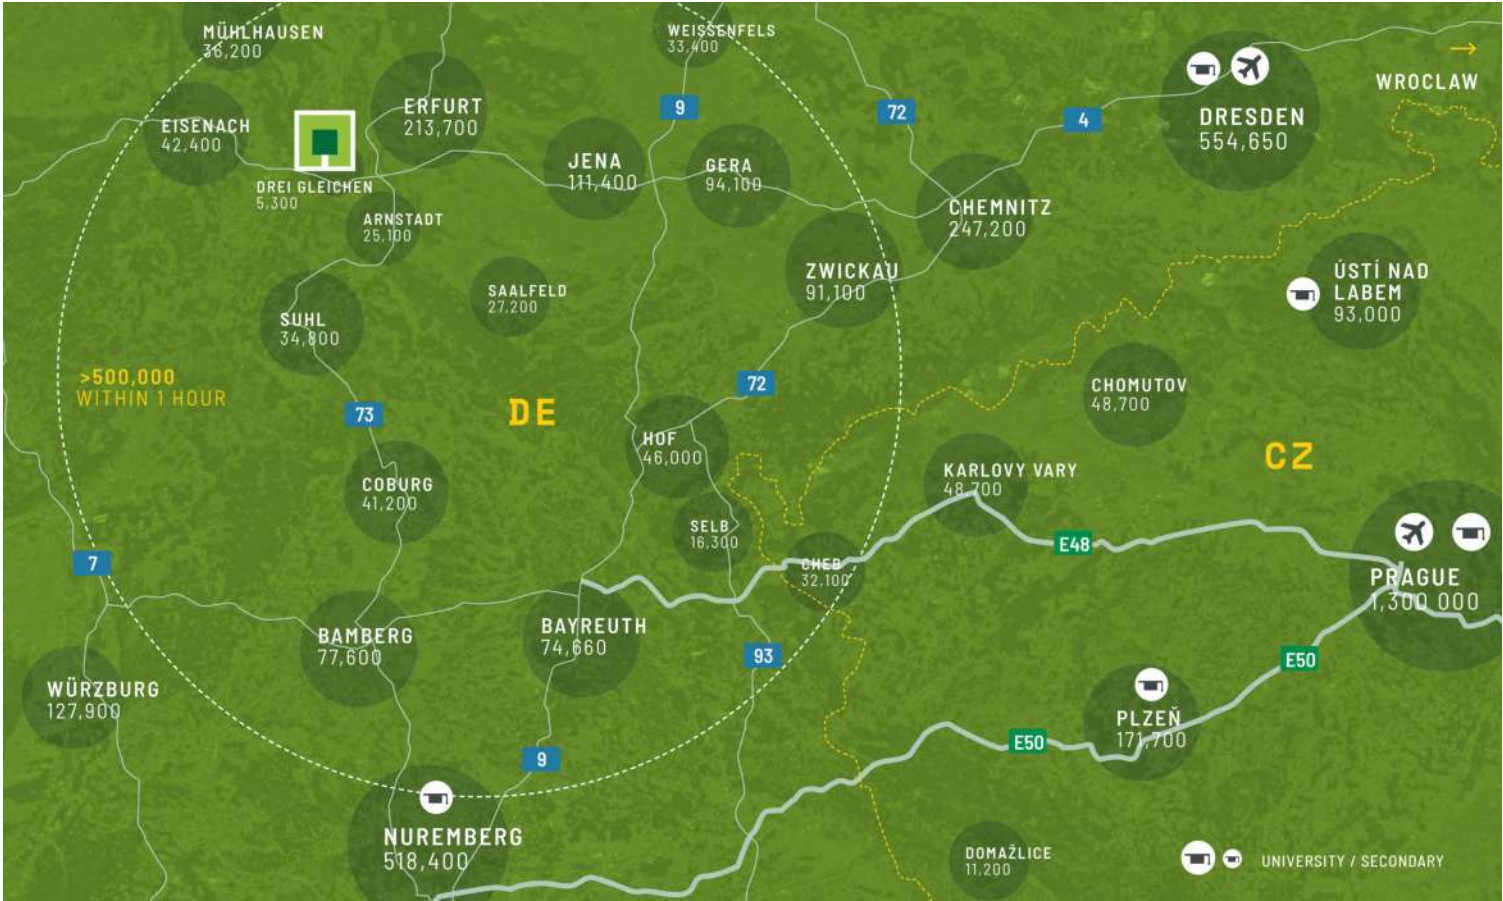 MÜHLHAUSEN
36,200
WEISSENFELS
33,400
WROCLAW
ERFURT
213,700
9
72
4
DRESDEN
554,650
EISENACH
42,400
JENA
111,400
GERA
94,100
DREI GLEICHEN
5,300
ARNSTADT
25,100
CHEMNITZ
247,200
ZWICKAU
91,100
ÚSTÍ NAD
LABEM
93,000
SAALFELD
27,200
SUHL
34,800
>500,000
WITHIN 1 HOUR
72
73
DE
CHOMUTOV
48,700
HOF
46,000
CZ
KARLOVY VARY
48,700
COBURG
41,200
SELB
16,300
E48
7
CHEB
32,100
PRAGUE
1,300 000
BAMBERG
77,600
BAYREUTH
74,660
93
E50
WÜRZBURG
127,900
PLZEŇ
171,700
E50
9
NUREMBERG
518,400
DOMAŽLICE
11,200
UNIVERSITY / SECONDARY